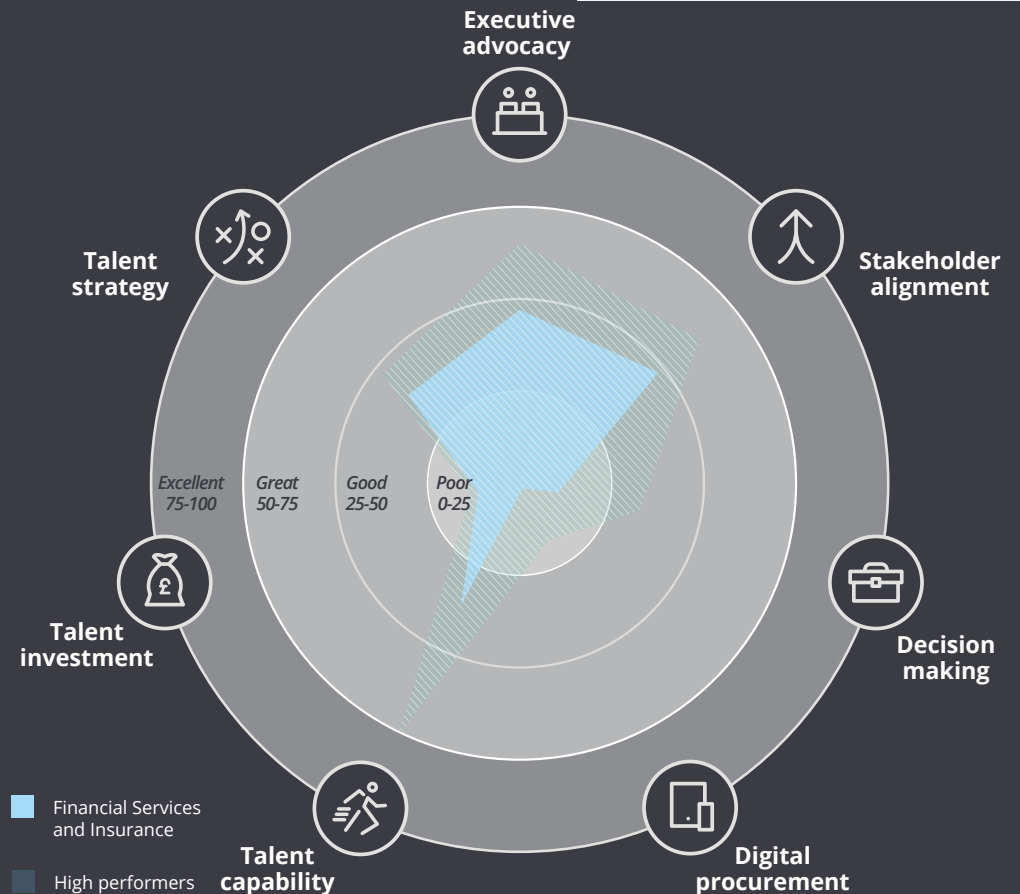 Executive
advocacy
Talent
strategy
Stakeholder
alignment
Excellent
75-100
Great
50-75
Good
25-50
Poor
0-25
£
Talent
investment
Decision
making
Financial Services
and Insurance
Talent
capability
Digital
procurement
High performers